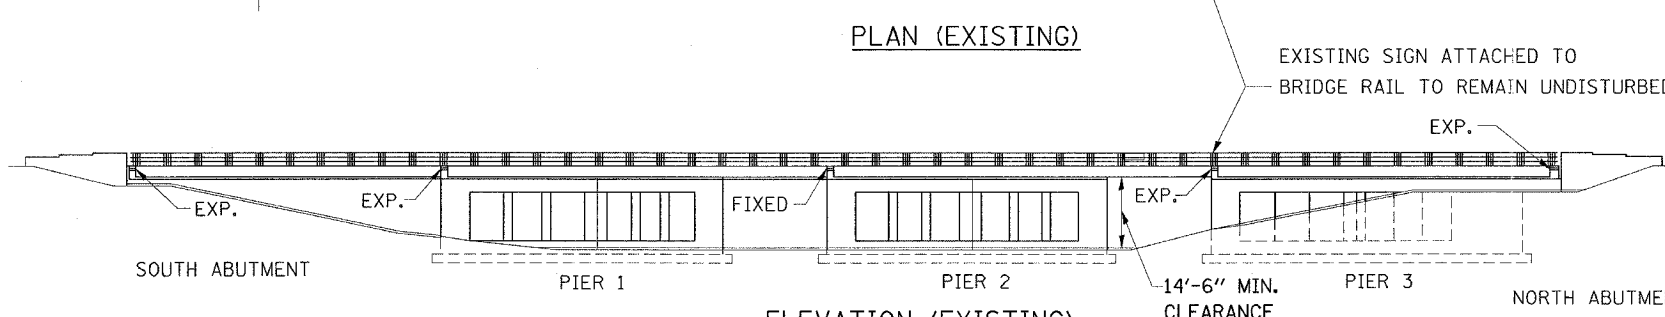 PLAN (EXISTING)
EXISTING SIGN ATTACHED TO
BRIDGE RAIL TO REMAIN UNDISTURBED
EXP.
EXP.
EXP.
FIXED
EXP.
SOUTH ABUTMENT
PIER 1
PIER 2
14'-6" MIN.
CLEARANCE
PIER 3
NORTH ABUTME
ELEVATION (EXISTING)